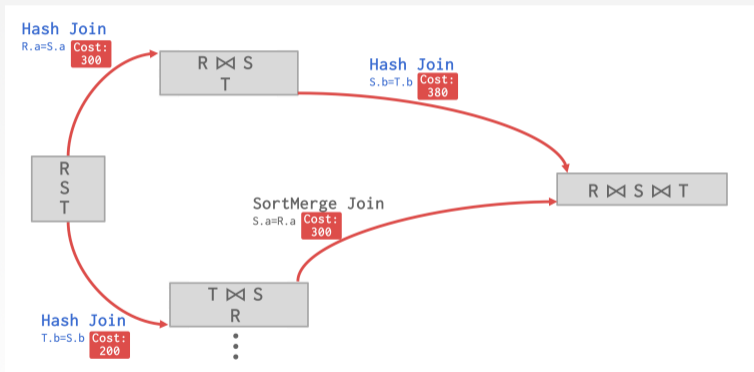 Hash Join
R.a=S.a Cost: 300
R ⋈ S
T
Hash Join
S.b=T.b Cost: 380
R
S
T
R ⋈ S ⋈ T
SortMerge Join
S.a=R.a Cost: 300
T ⋈ S
R
Hash Join
T.b=S.b Cost: 200